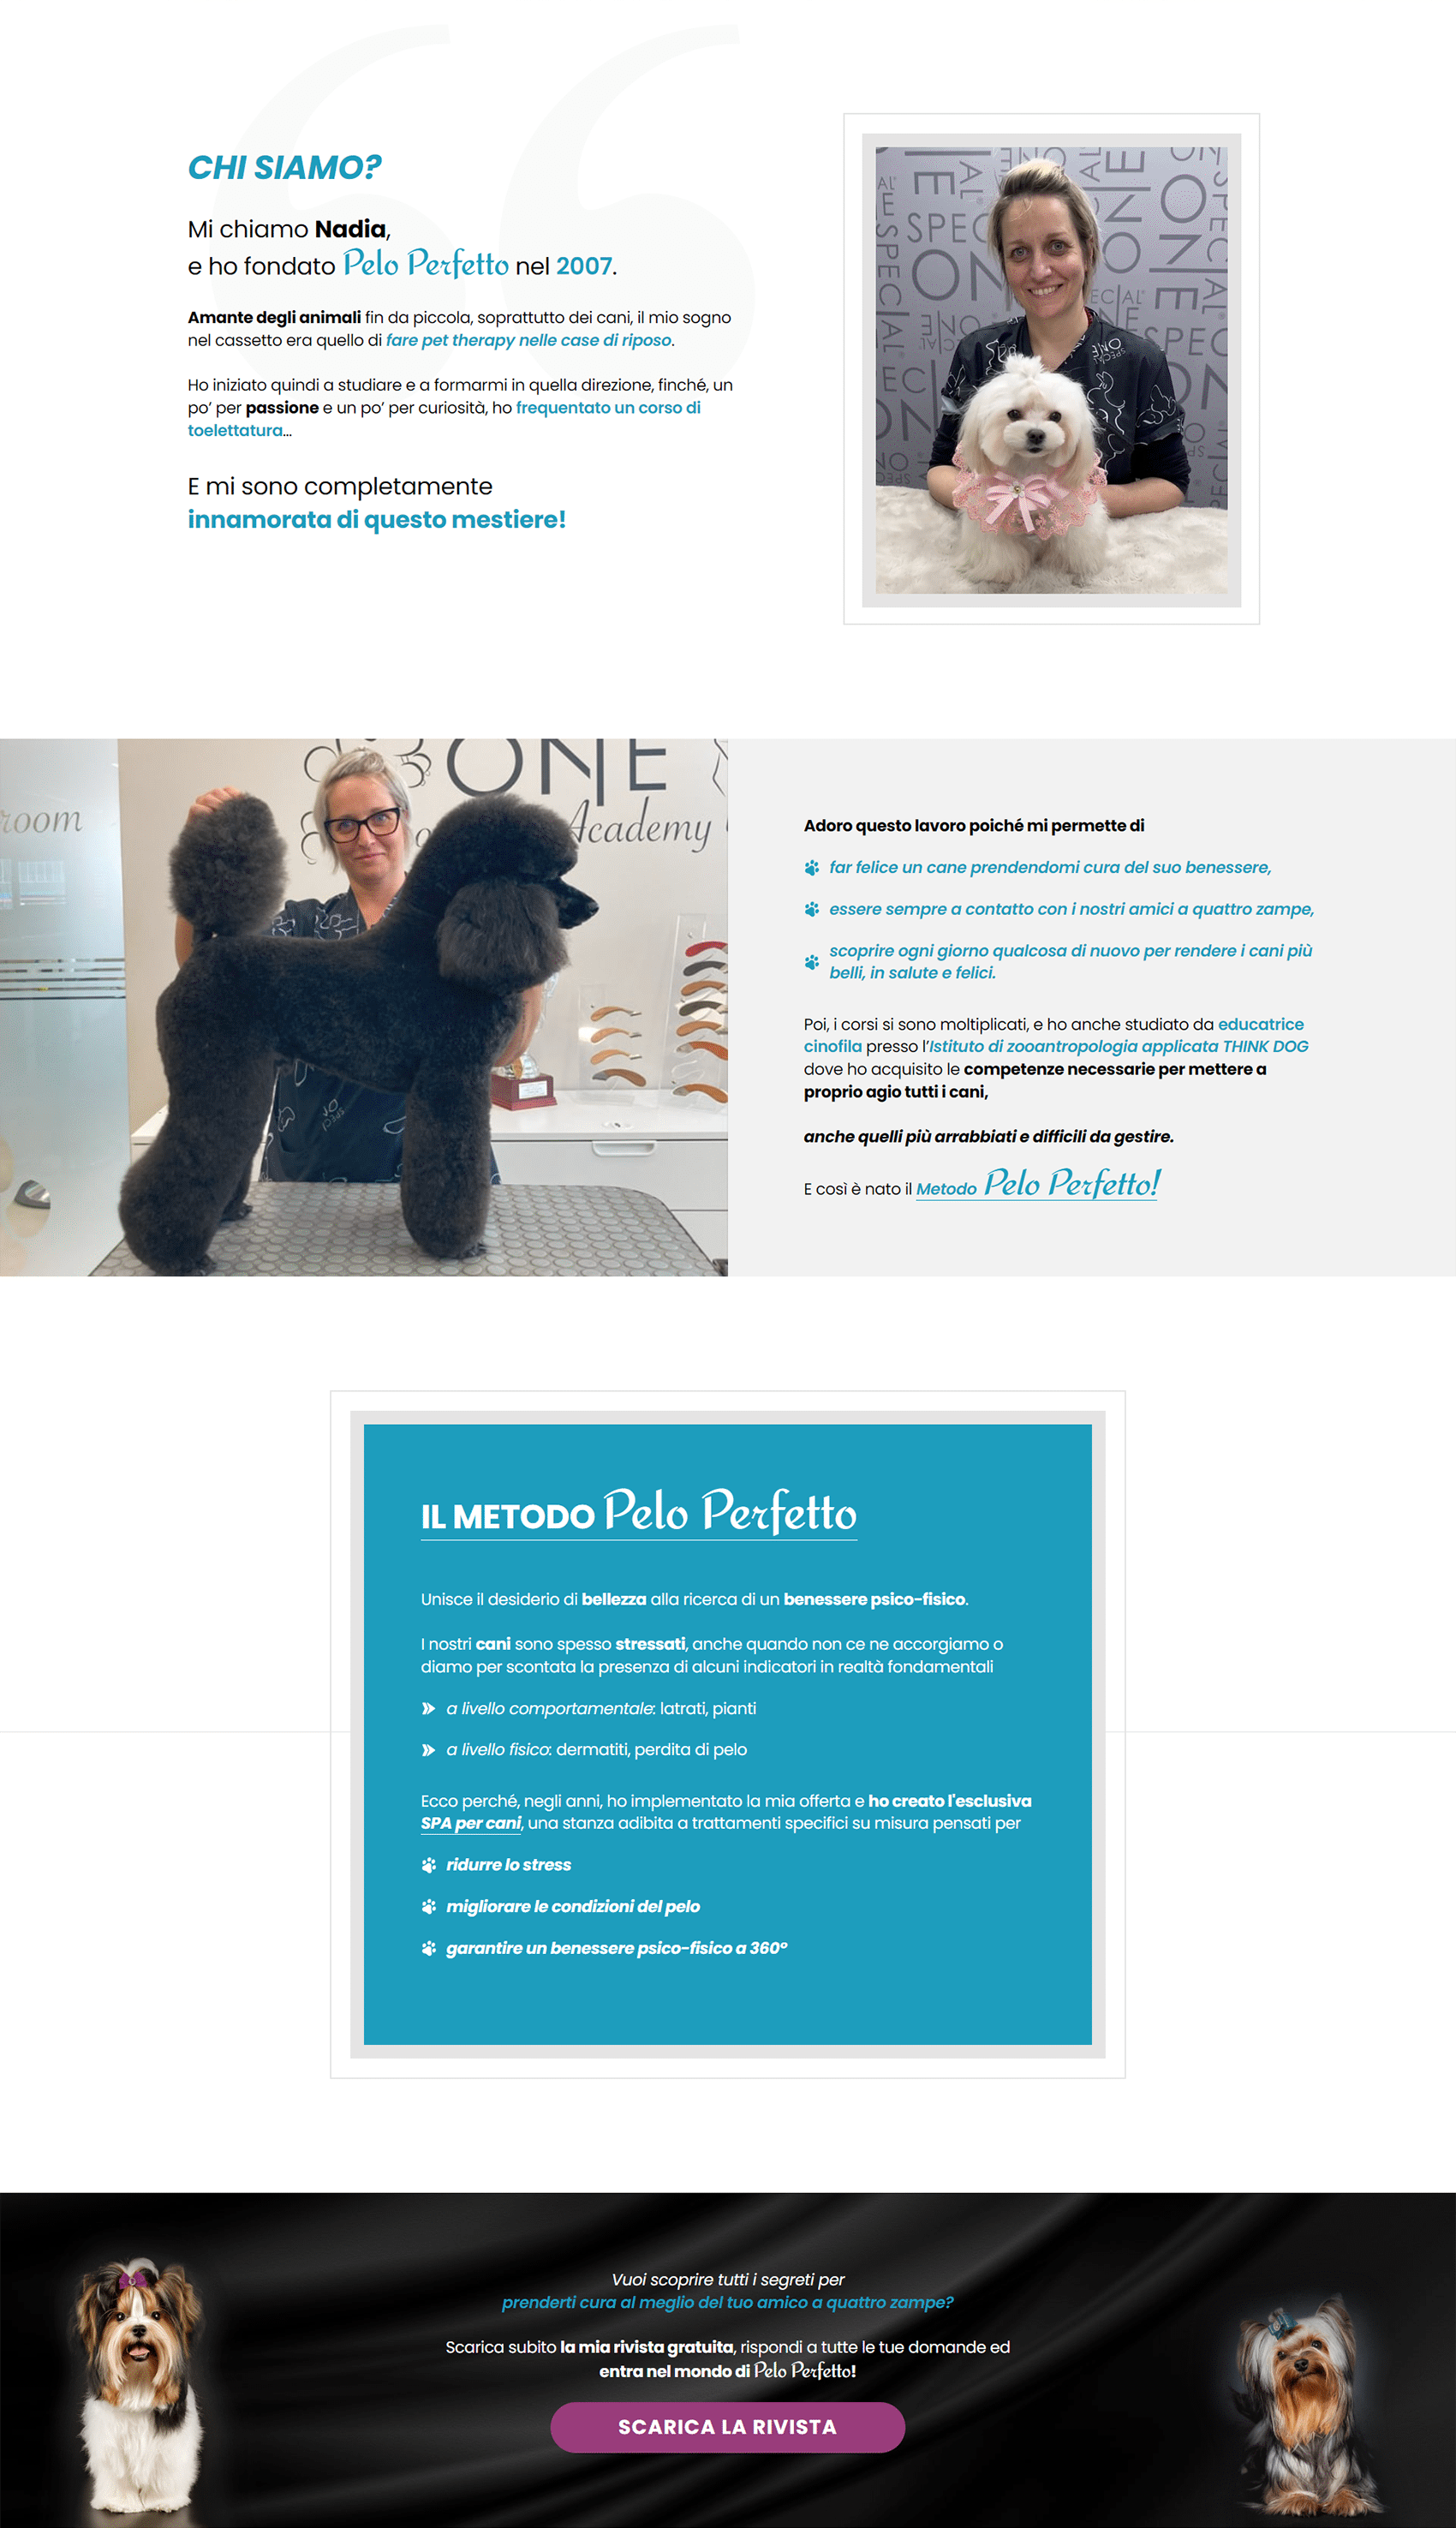 CHI SIAMO?
Mi chiamo Nadia,
e ho fondato Pelo Perfetto nel 2007.
Amante degli animali fin da piccola, soprattutto dei cani, il mio sogno
nel cassetto era quello di fare pet therapy nelle case di riposo.
Ho iniziato quindi a studiare e a formarmi in quella direzione, finché, un
po’ per passione e un po’ per curiosità, ho frequentato un corso di
toelettatura...
E mi sono completamente
innamorata di questo mestiere!
SPECIAL
ONE
room
ONE
Academy
Adoro questo lavoro poiché mi permette di
far felice un cane prendendomi cura del suo benessere,
essere sempre a contatto con i nostri amici a quattro zampe,
scoprire ogni giorno qualcosa di nuovo per rendere i cani più
belli, in salute e felici.
Poi, i corsi si sono moltiplicati, e ho anche studiato da educatrice
cinofila presso l’Istituto di zooantropologia applicata THINK DOG
dove ho acquisito le competenze necessarie per mettere a
proprio agio tutti i cani,
anche quelli più arrabbiati e difficili da gestire.
E così è nato il Metodo Pelo Perfetto!
IL METODO Pelo Perfetto
Unisce il desiderio di bellezza alla ricerca di un benessere psico-fisico.
I nostri cani sono spesso stressati, anche quando non ce ne accorgiamo o
diamo per scontata la presenza di alcuni indicatori in realtà fondamentali
a livello comportamentale: latrati, pianti
a livello fisico: dermatiti, perdita di pelo
Ecco perché, negli anni, ho implementato la mia offerta e ho creato l'esclusiva
SPA per cani, una stanza adibita a trattamenti specifici su misura pensati per
ridurre lo stress
migliorare le condizioni del pelo
garantire un benessere psico-fisico a 360°
Vuoi scoprire tutti i segreti per
prenderti cura al meglio del tuo amico a quattro zampe?
Scarica subito la mia rivista gratuita, rispondi a tutte le tue domande ed
entra nel mondo di Pelo Perfetto!
SCARICA LA RIVISTA